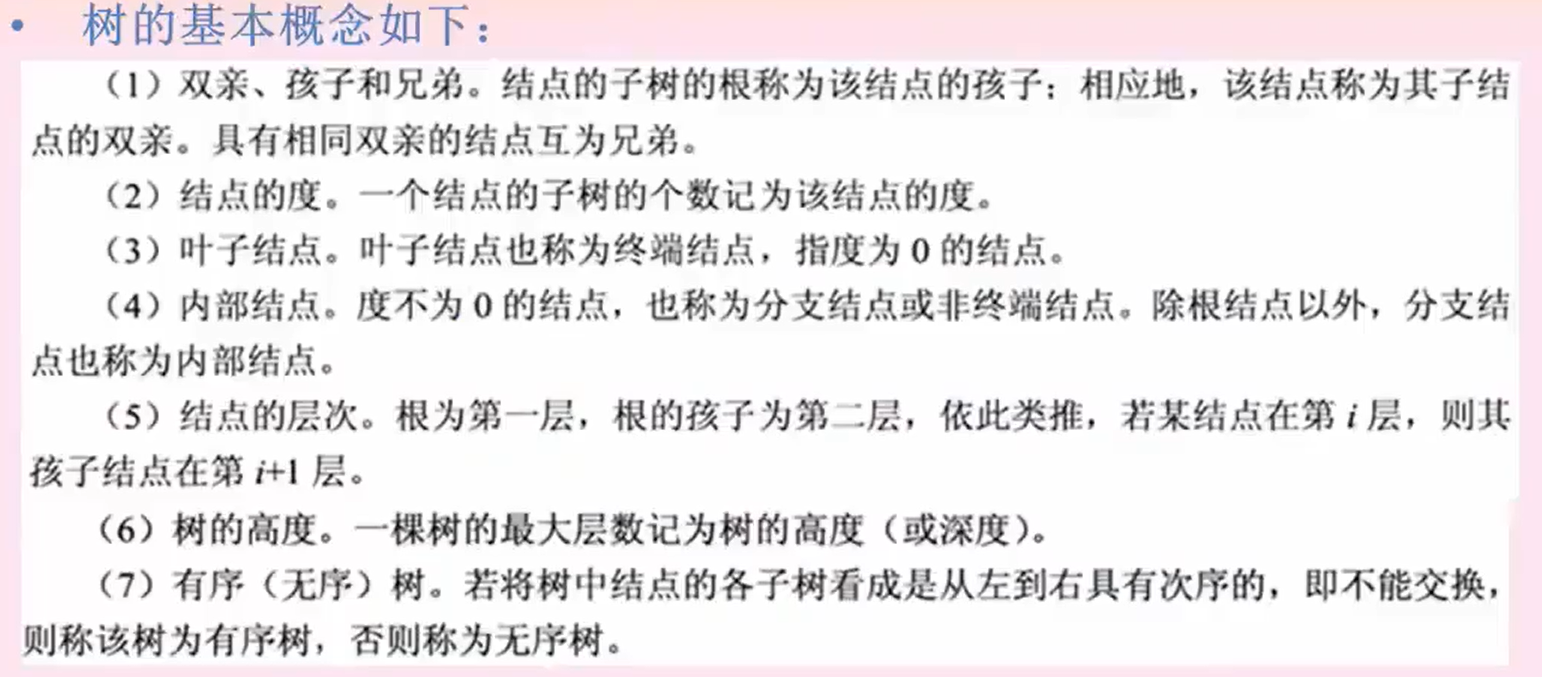 • 树的基本概念如下：
（1）双亲、孩子和兄弟。结点的子树的根称为该结点的孩子；相应地，该结点称为其子结
点的双亲。具有相同双亲的结点互为兄弟。
（2）结点的度。一个结点的子树的个数记为该结点的度。
（3）叶子结点。叶子结点也称为终端结点，指度为 0 的结点。
（4）内部结点。度不为 0 的结点，也称为分支结点或非终端结点。除根结点以外，分支结
点也称为内部结点。
（5）结点的层次。根为第一层，根的孩子为第二层，依此类推，若某结点在第 i 层，则其
孩子结点在第 i+1 层。
（6）树的高度。一棵树的最大层数记为树的高度（或深度）。
（7）有序（无序）树。若将树中结点的各子树看成是从左到右具有次序的，即不能交换，
则称该树为有序树，否则称为无序树。